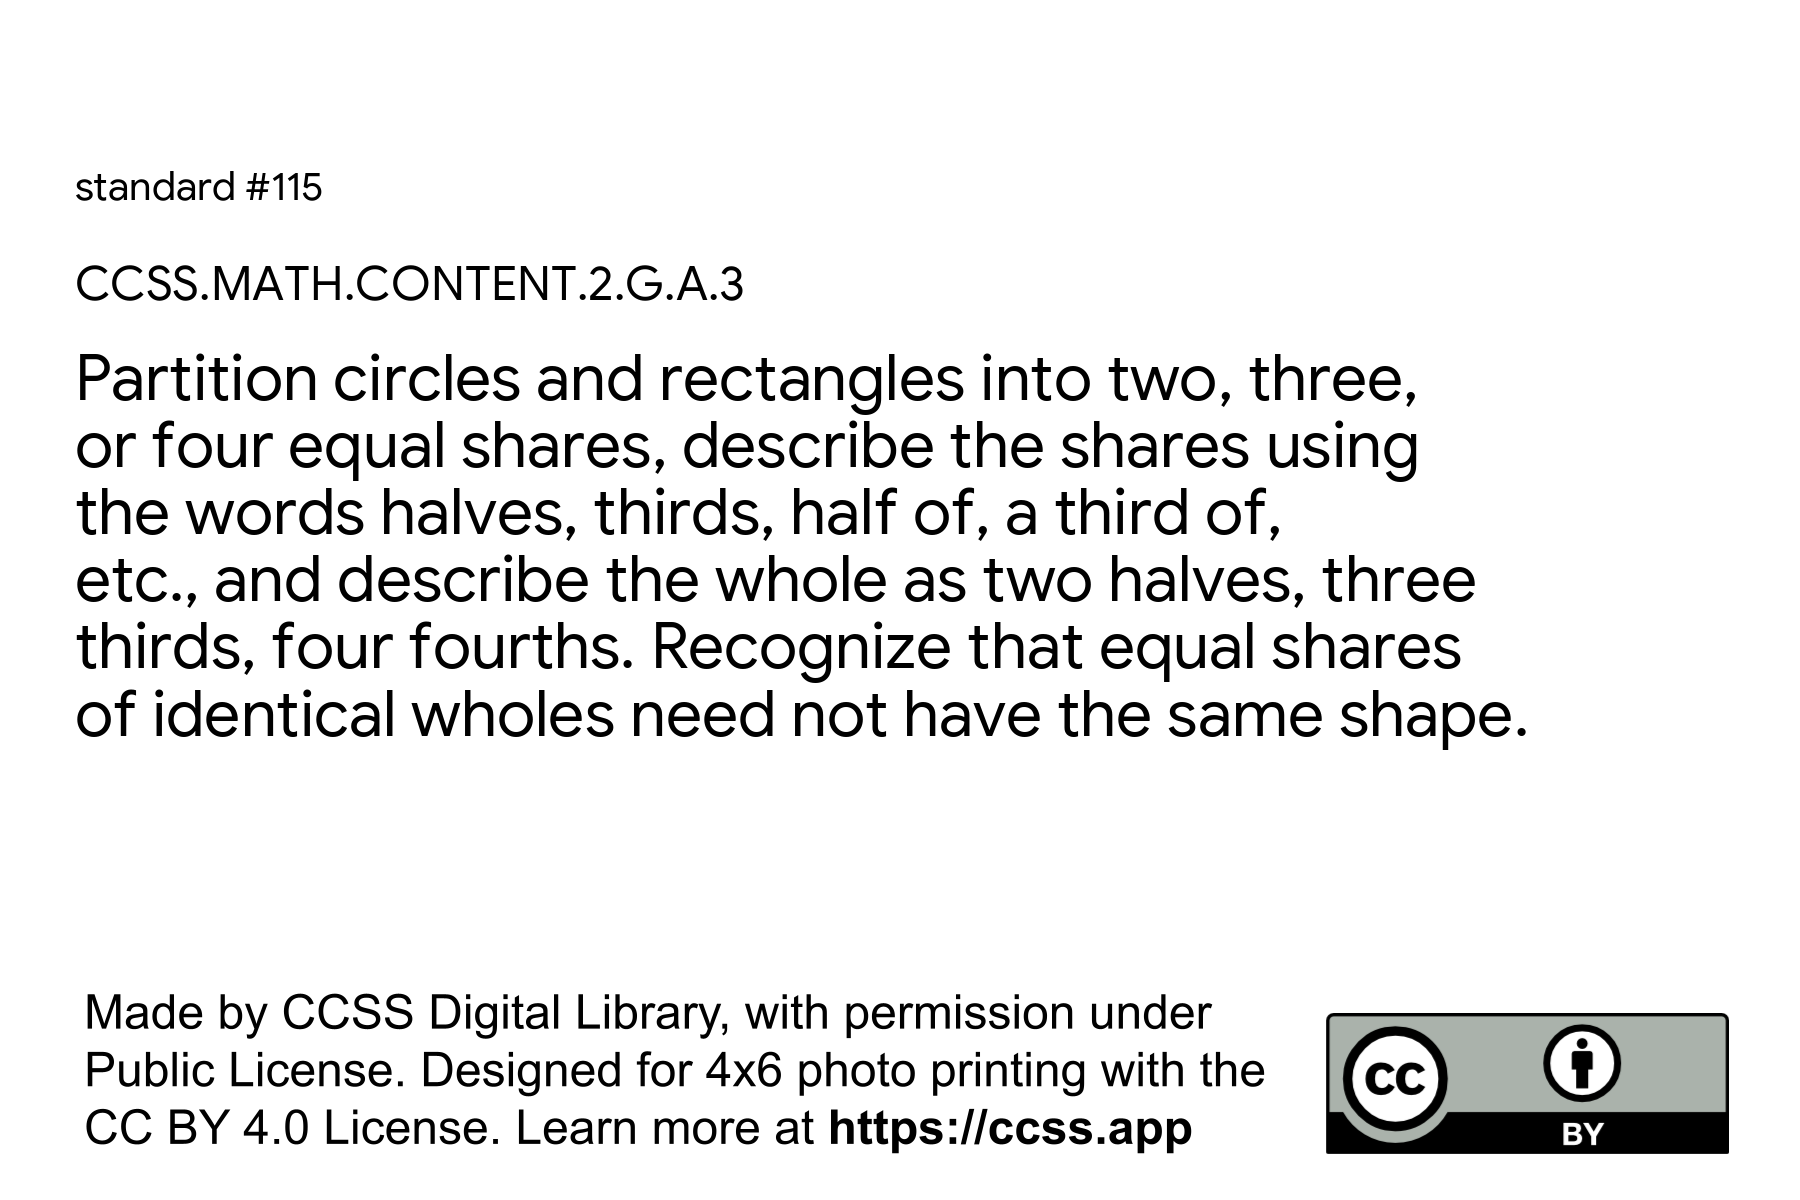 standard #115
CCSS.MATH.CONTENT.2.G.A.3
Partition circles and rectangles into two, three,
or four equal shares, describe the shares using
the words halves, thirds, half of, a third of,
etc., and describe the whole as two halves, three
thirds, four fourths. Recognize that equal shares
of identical wholes need not have the same shape.
Made by CCSS Digital Library, with permission under
Public License. Designed for 4x6 photo printing with the
CC BY 4.0 License. Learn more at https://ccss.app
CC
BY